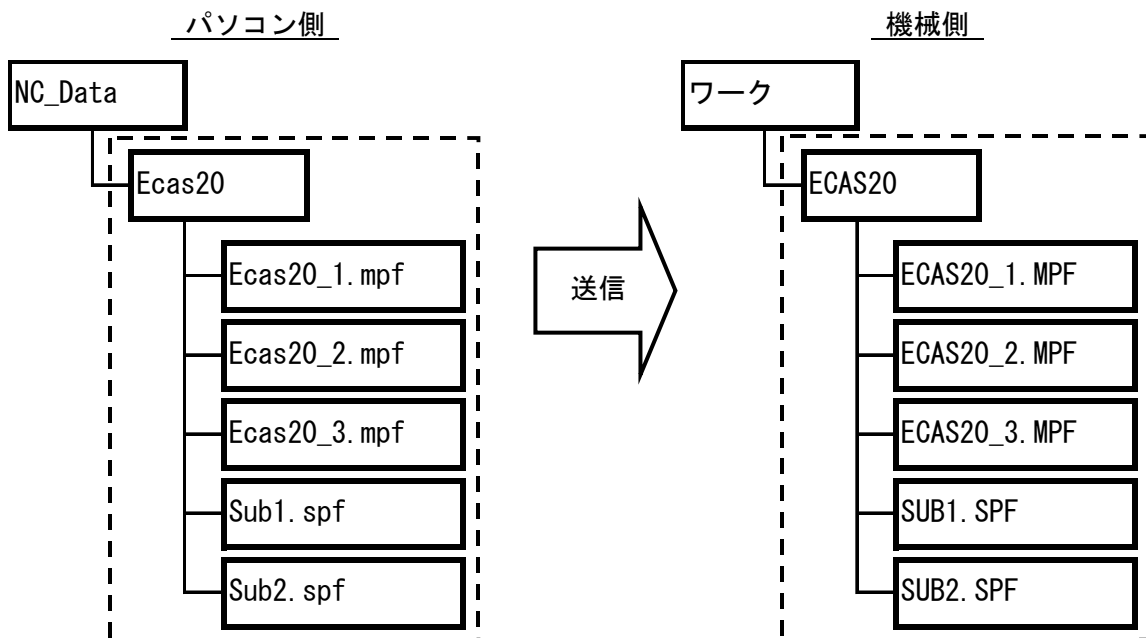 パソコン側
機械側
NC_Data
Ecas20
Ecas20_1.mpf
Ecas20_2.mpf
Ecas20_3.mpf
Sub1.spf
Sub2.spf
送信
ワーク
ECAS20
ECAS20_1.MPF
ECAS20_2.MPF
ECAS20_3.MPF
SUB1.SPF
SUB2.SPF